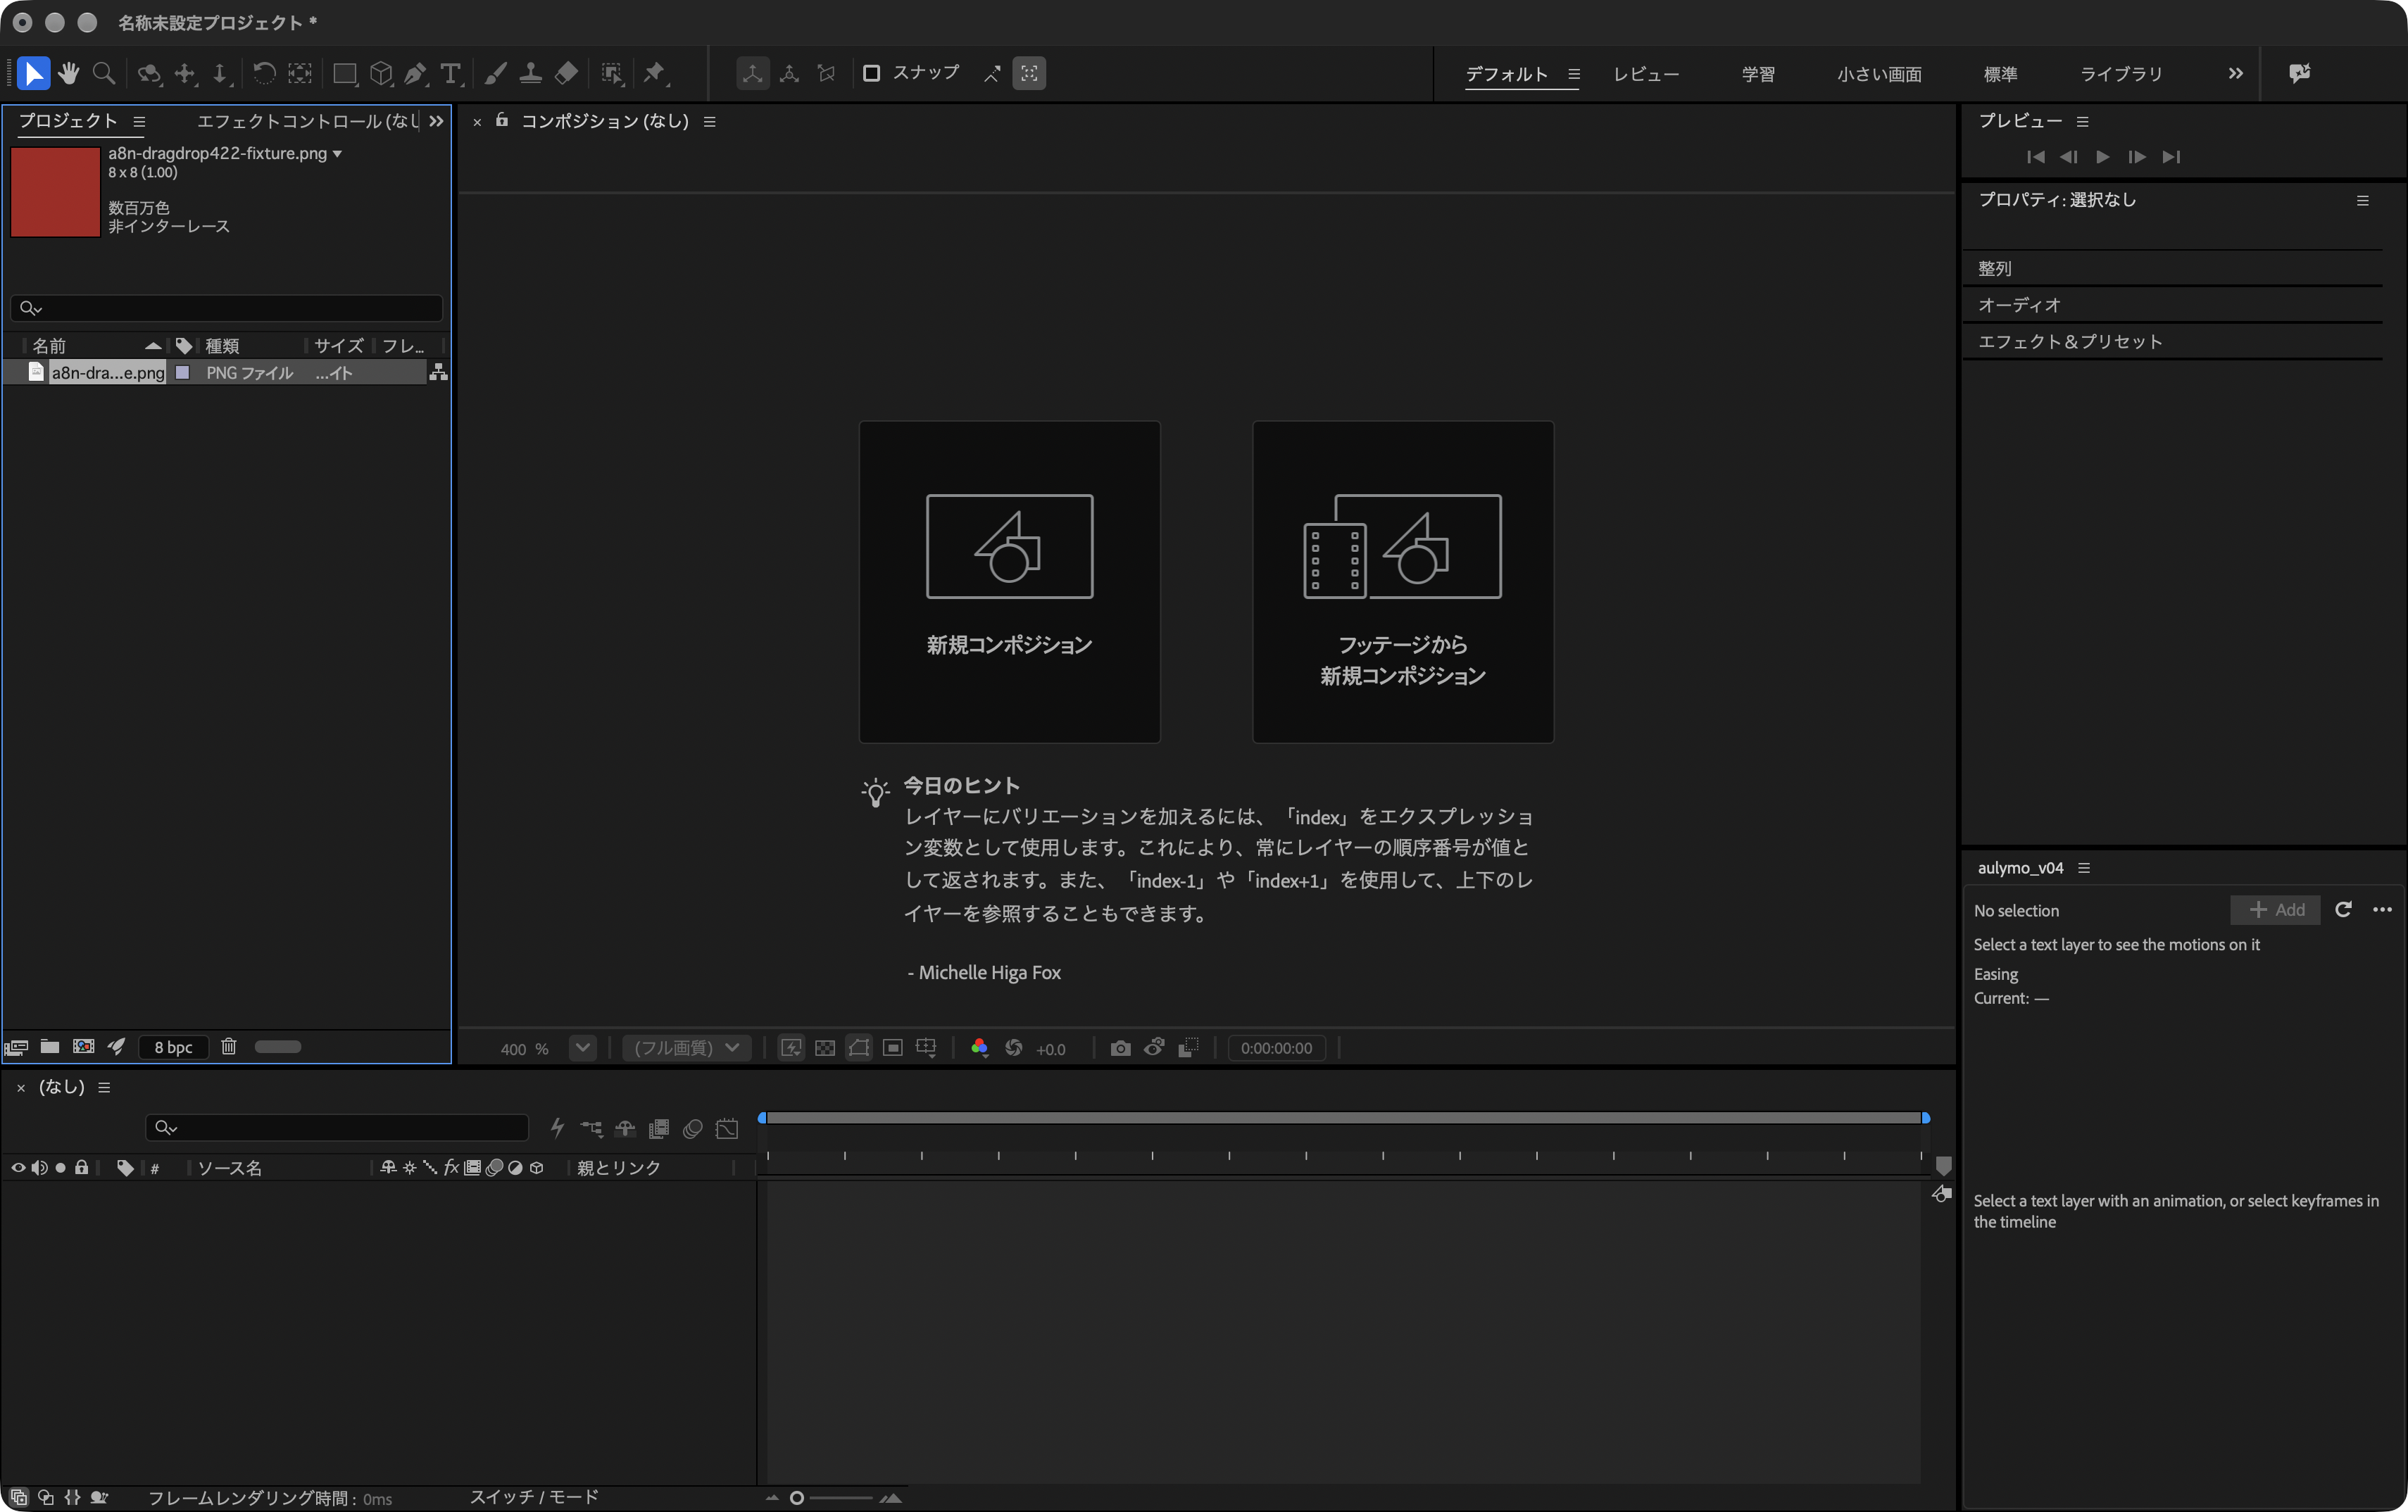 名称未設定プロジェクト *
スナップ
デフォルト
レビュー
学習
小さい画面
標準
ライブラリ
プロジェクト
エフェクトコントロール (なし
コンポジション (なし)
プレビュー
a8n-dragdrop422-fixture.png
8 x 8 (1.00)
数百万色
非インターレース
プロパティ: 選択なし
整列
オーディオ
エフェクト＆プリセット
名前
種類
サイズ
フレ...
a8n-dra...e.png
PNG ファイル
...イト
新規コンポジション
フッテージから
新規コンポジション
今日のヒント
レイヤーにバリエーションを加えるには、「index」をエクスプレッショ
ン変数として使用します。これにより、常にレイヤーの順序番号が値と
して返されます。また、「index-1」や「index+1」を使用して、上下のレ
イヤーを参照することもできます。
- Michelle Higa Fox
aulymo_v04
No selection
Add
Select a text layer to see the motions on it
Easing
Current: —
Select a text layer with an animation, or select keyframes in
the timeline
8 bpc
400 %
(フル画質)
+0.0
0:00:00:00
(なし)
#
ソース名
fx
親とリンク
フレームレンダリング時間 : 0ms
スイッチ / モード